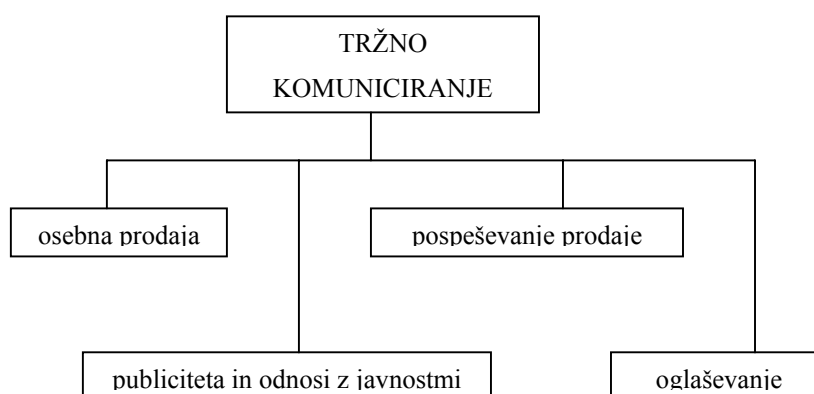 TRŽNO
KOMUNICIRANJE
osebna prodaja
pospeševanje prodaje
publiciteta in odnosi z javnostmi
oglaševanje